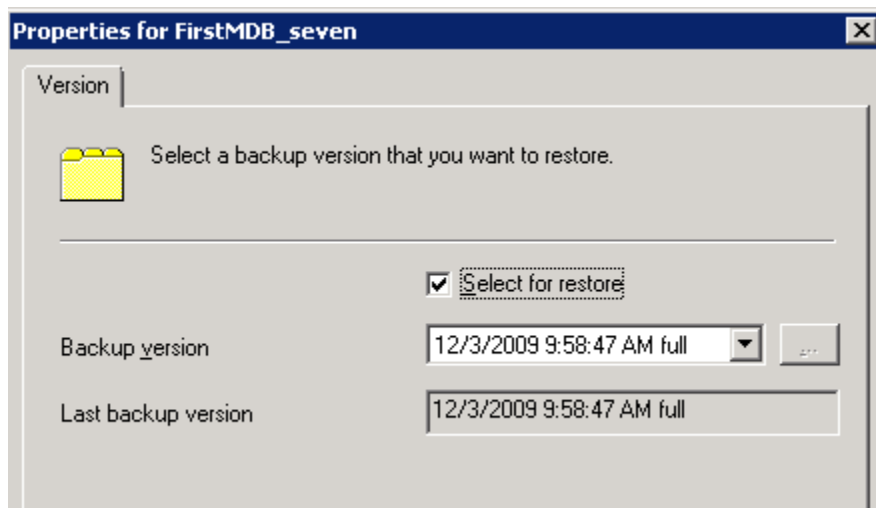 Properties for FirstMDB_seven
Version
Select a backup version that you want to restore.
Select for restore
Backup version
12/3/2009 9:58:47 AM full
...
Last backup version
12/3/2009 9:58:47 AM full